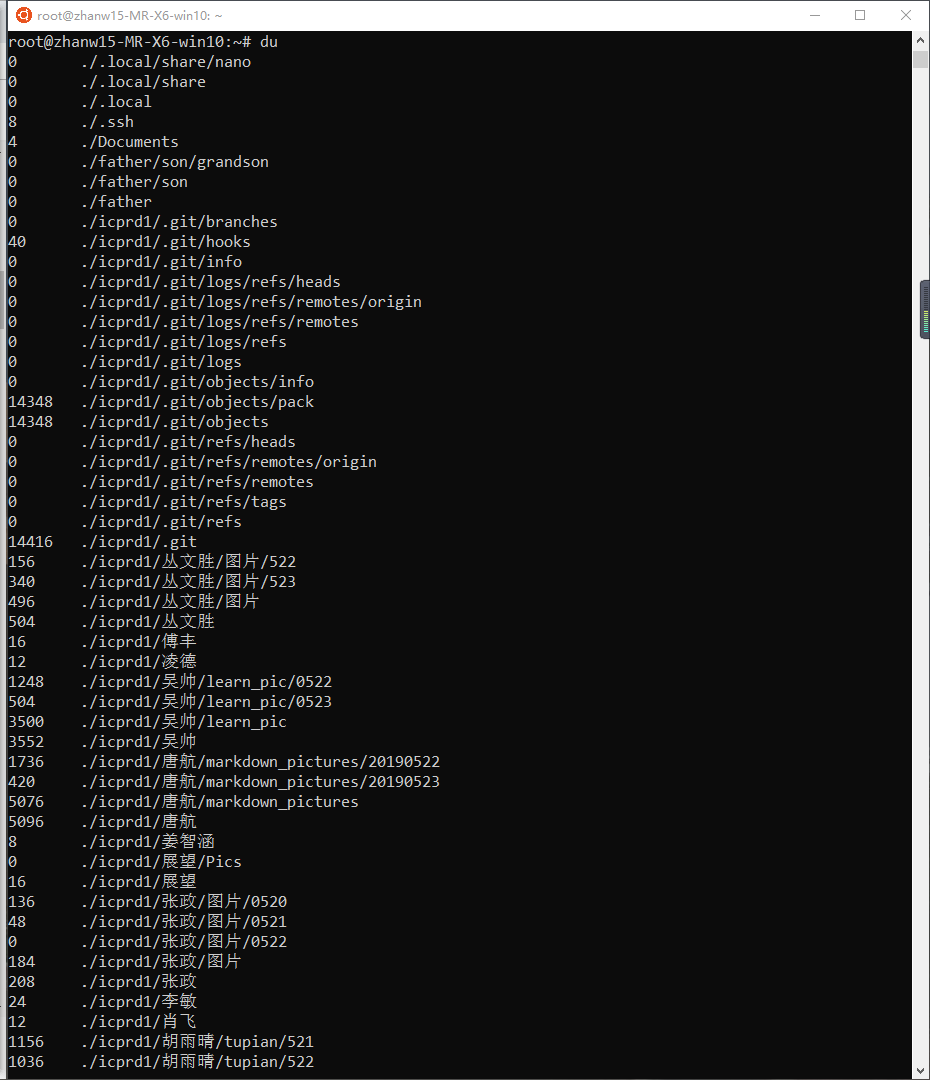 root@zhanw15-MR-X6-win10: ~
root@zhanw15-MR-X6-win10:~# du
0 ./.local/share/nano
0 ./.local/share
0 ./.local
8 ./.ssh
4 ./Documents
0 ./father/son/grandson
0 ./father/son
0 ./father
0 ./icprd1/.git/branches
40 ./icprd1/.git/hooks
0 ./icprd1/.git/info
0 ./icprd1/.git/logs/refs/heads
0 ./icprd1/.git/logs/refs/remotes/origin
0 ./icprd1/.git/logs/refs/remotes
0 ./icprd1/.git/logs/refs
0 ./icprd1/.git/logs
0 ./icprd1/.git/objects/info
14348 ./icprd1/.git/objects/pack
14348 ./icprd1/.git/objects
0 ./icprd1/.git/refs/heads
0 ./icprd1/.git/refs/remotes/origin
0 ./icprd1/.git/refs/remotes
0 ./icprd1/.git/refs/tags
0 ./icprd1/.git/refs
14416 ./icprd1/.git
156 ./icprd1/丛文胜/图片/522
340 ./icprd1/丛文胜/图片/523
496 ./icprd1/丛文胜/图片
504 ./icprd1/丛文胜
16 ./icprd1/傅丰
12 ./icprd1/凌德
1248 ./icprd1/吴帅/learn_pic/0522
504 ./icprd1/吴帅/learn_pic/0523
3500 ./icprd1/吴帅/learn_pic
3552 ./icprd1/吴帅
1736 ./icprd1/唐航/markdown_pictures/20190522
420 ./icprd1/唐航/markdown_pictures/20190523
5076 ./icprd1/唐航/markdown_pictures
5096 ./icprd1/唐航
8 ./icprd1/姜智涵
0 ./icprd1/展望/Pics
16 ./icprd1/展望
136 ./icprd1/张政/图片/0520
48 ./icprd1/张政/图片/0521
0 ./icprd1/张政/图片/0522
184 ./icprd1/张政/图片
208 ./icprd1/张政
24 ./icprd1/李敏
12 ./icprd1/肖飞
1156 ./icprd1/胡雨晴/tupian/521
1036 ./icprd1/胡雨晴/tupian/522